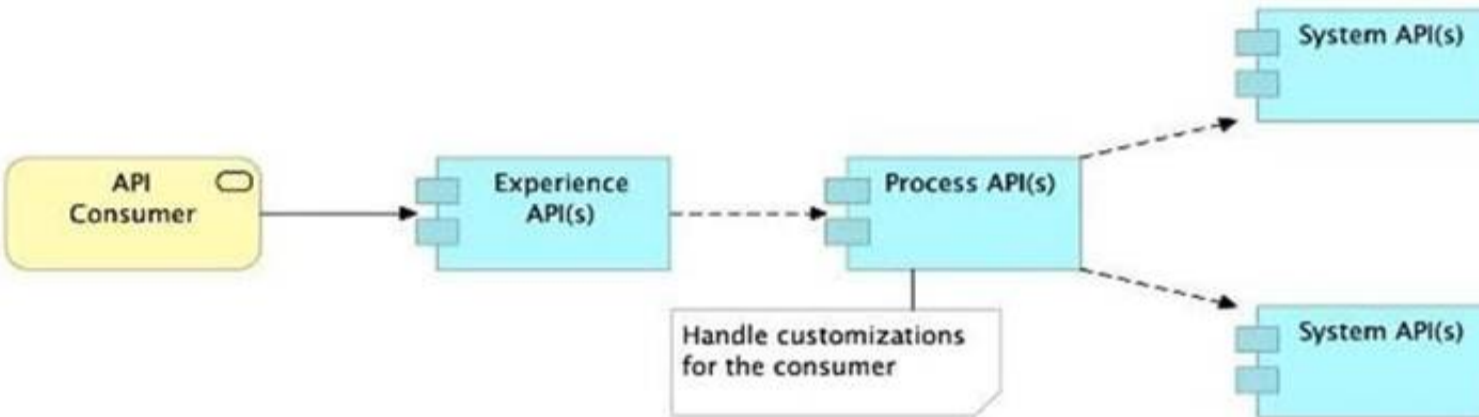 System API(s)
API
Consumer
Experience
API(s)
Process API(s)
Handle customizations
for the consumer
System API(s)